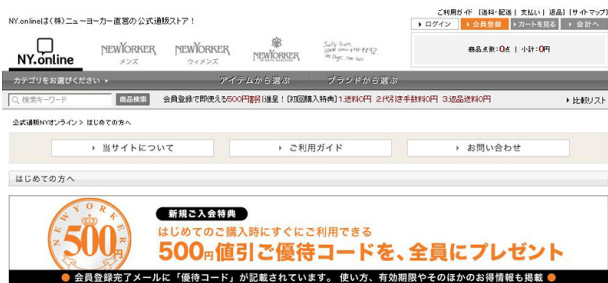 NY.onlineは(株)ニューヨーカー直営の公式通販ストア！
ご利用ガイド [送料・配送 | 支払い | 返品] [サイトマップ]
ログイン 会員登録 カートを見る 会計へ
NY.online
NEWYORKER
メンズ
NEWYORKER
ウィメンズ
NEWYORKER
商品点数：0点 | 小計：0円
カテゴリをお選びください アイテムから選ぶ ブランドから選ぶ
検索キーワード 商品検索 会員登録で即使える500円割引進呈！[初回購入特典] 1.送料0円 2.代引き手数料0円 3.返品送料0円 比較リスト
公式通販NYオンライン > はじめての方へ
当サイトについて ご利用ガイド お問い合わせ
はじめての方へ
NEWYORKER
500円
新規ご入会特典
はじめてのご購入時にすぐにご利用できる
500円値引ご優待コードを、全員にプレゼント
会員登録完了メールに「優待コード」が記載されています。 使い方、有効期限やそのほかのお得情報も掲載